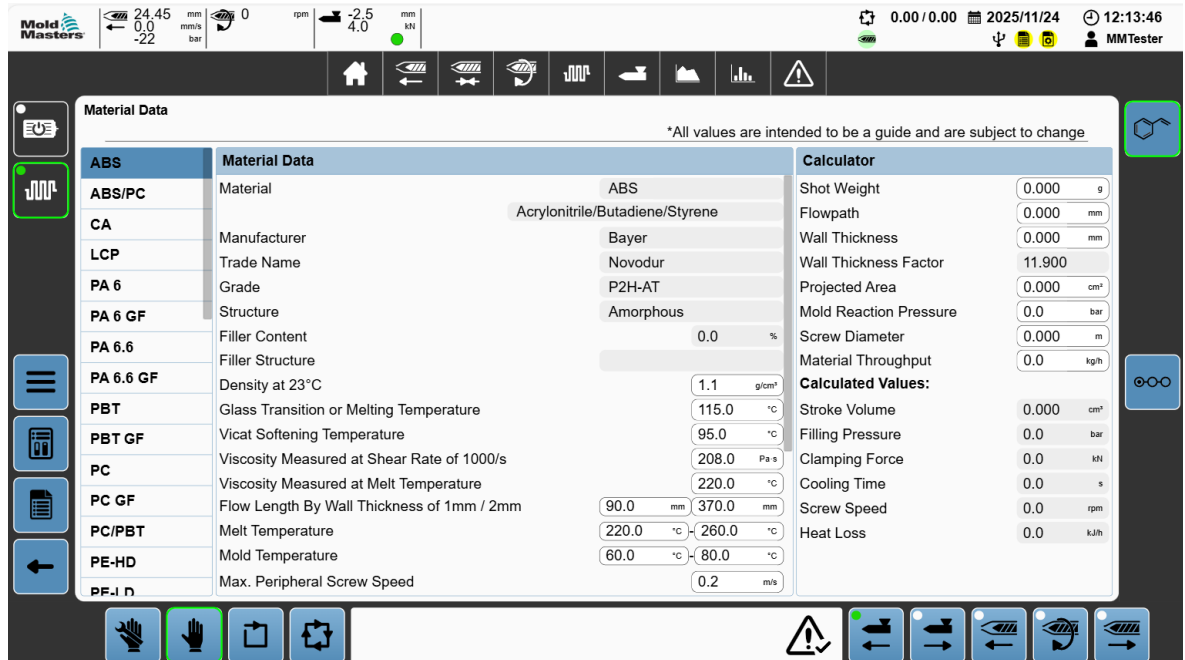 Mold
Masters
24.45 mm
0.0 mm/s
-22 bar
0 rpm
-2.5 mm
4.0 kN
0.00 / 0.00
2025/11/24
12:13:46
MMTester
Material Data
*All values are intended to be a guide and are subject to change
ABS
ABS/PC
CA
LCP
PA 6
PA 6 GF
PA 6.6
PA 6.6 GF
PBT
PBT GF
PC
PC GF
PC/PBT
PE-HD
PE-LD
Material Data
Material ABS
Acrylonitrile/Butadiene/Styrene
Manufacturer Bayer
Trade Name Novodur
Grade P2H-AT
Structure Amorphous
Filler Content 0.0 %
Filler Structure
Density at 23°C 1.1 g/cm³
Glass Transition or Melting Temperature 115.0 °C
Vicat Softening Temperature 95.0 °C
Viscosity Measured at Shear Rate of 1000/s 208.0 Pa·s
Viscosity Measured at Melt Temperature 220.0 °C
Flow Length By Wall Thickness of 1mm / 2mm 90.0 mm 370.0 mm
Melt Temperature 220.0 °C - 260.0 °C
Mold Temperature 60.0 °C - 80.0 °C
Max. Peripheral Screw Speed 0.2 m/s
Calculator
Shot Weight 0.000 g
Flowpath 0.000 mm
Wall Thickness 0.000 mm
Wall Thickness Factor 11.900
Projected Area 0.000 cm²
Mold Reaction Pressure 0.0 bar
Screw Diameter 0.000 m
Material Throughput 0.0 kg/h
Calculated Values:
Stroke Volume 0.000 cm³
Filling Pressure 0.0 bar
Clamping Force 0.0 kN
Cooling Time 0.0 s
Screw Speed 0.0 rpm
Heat Loss 0.0 kJ/h